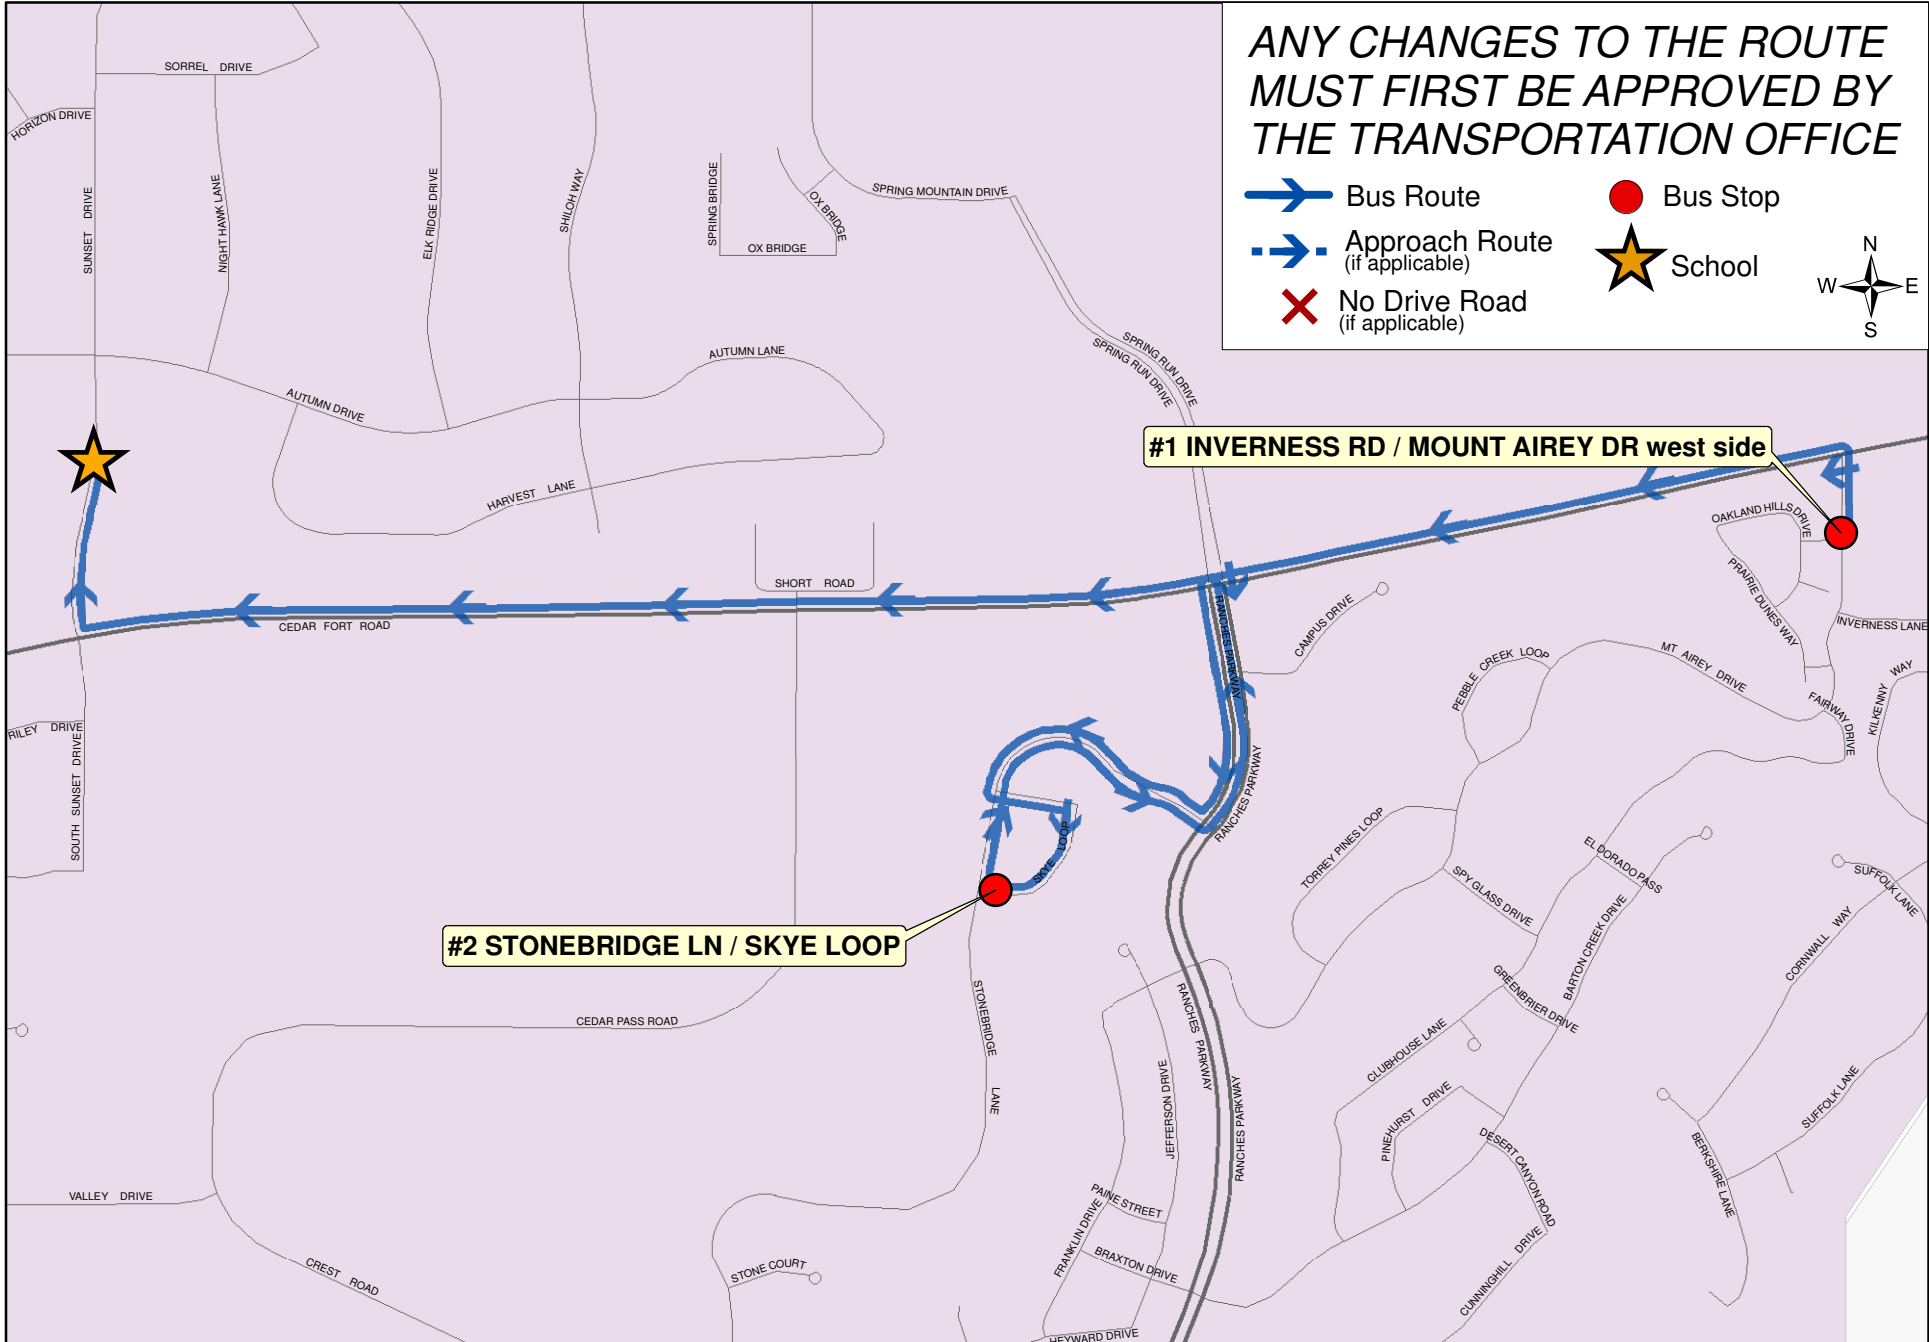 ANY CHANGES TO THE ROUTE
MUST FIRST BE APPROVED BY
THE TRANSPORTATION OFFICE
Bus Route
Bus Stop
Approach Route
(if applicable)
School
No Drive Road
(if applicable)
N
W
E
S
SORREL DRIVE
HORIZON DRIVE
SUNSET DRIVE
NIGHT HAWK LANE
ELK RIDGE DRIVE
SHILOH WAY
SPRING BRIDGE
OX BRIDGE
OX BRIDGE
SPRING MOUNTAIN DRIVE
SPRING RUN DRIVE
SPRING RUN DRIVE
AUTUMN LANE
AUTUMN DRIVE
HARVEST LANE
#1 INVERNESS RD / MOUNT AIREY DR west side
OAKLAND HILLS DRIVE
PRAIRIE DUNES WAY
INVERNESS LANE
SHORT ROAD
CEDAR FORT ROAD
RANCHES PARKWAY
CAMPUS DRIVE
PEBBLE CREEK LOOP
MT AIREY DRIVE
FAIRWAY DRIVE
KILKENNY WAY
RILEY DRIVE
SOUTH SUNSET DRIVE
RANCHES PARKWAY
SKYE LOOP
TORREY PINES LOOP
EL DORADO PASS
SPY GLASS DRIVE
SUFFOLK LANE
#2 STONEBRIDGE LN / SKYE LOOP
BARTON CREEK DRIVE
CORNWALL WAY
GREENBRIER DRIVE
STONEBRIDGE LANE
RANCHES PARKWAY
CEDAR PASS ROAD
CLUBHOUSE LANE
JEFFERSON DRIVE
RANCHES PARKWAY
PINEHURST DRIVE
SUFFOLK LANE
DESERT CANYON ROAD
BERKSHIRE LANE
VALLEY DRIVE
PAINE STREET
FRANKLIN DRIVE
BRAXTON DRIVE
CREST ROAD
STONE COURT
CUNNINGHILL DRIVE
HEYWARD DRIVE